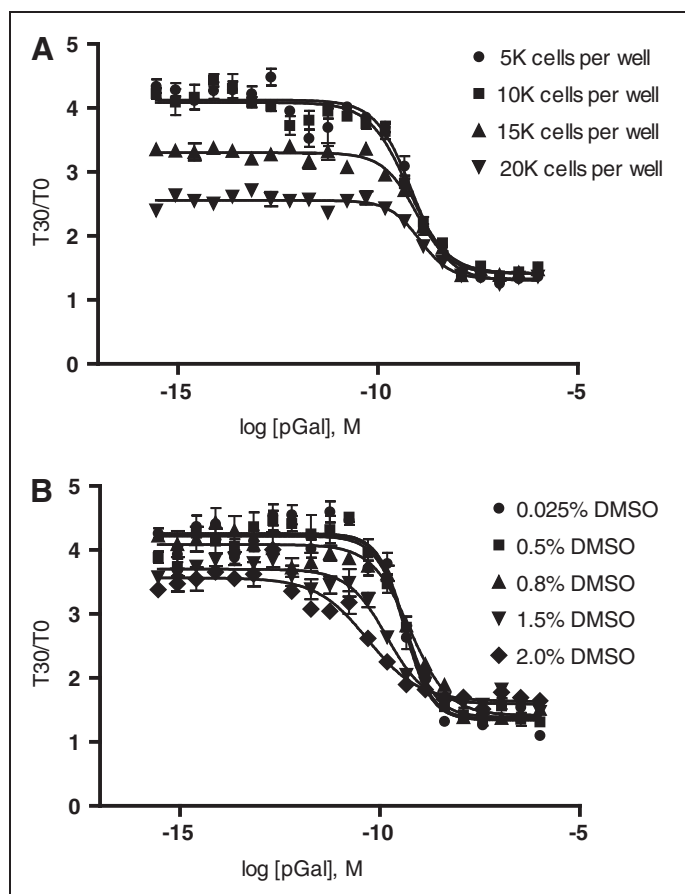 A
5
4
3
2
1
0
T30/T0
-15
-10
-5
log [pGal], M
5K cells per well
10K cells per well
15K cells per well
20K cells per well
B
5
4
3
2
1
0
T30/T0
-15
-10
-5
log [pGal], M
0.025% DMSO
0.5% DMSO
0.8% DMSO
1.5% DMSO
2.0% DMSO